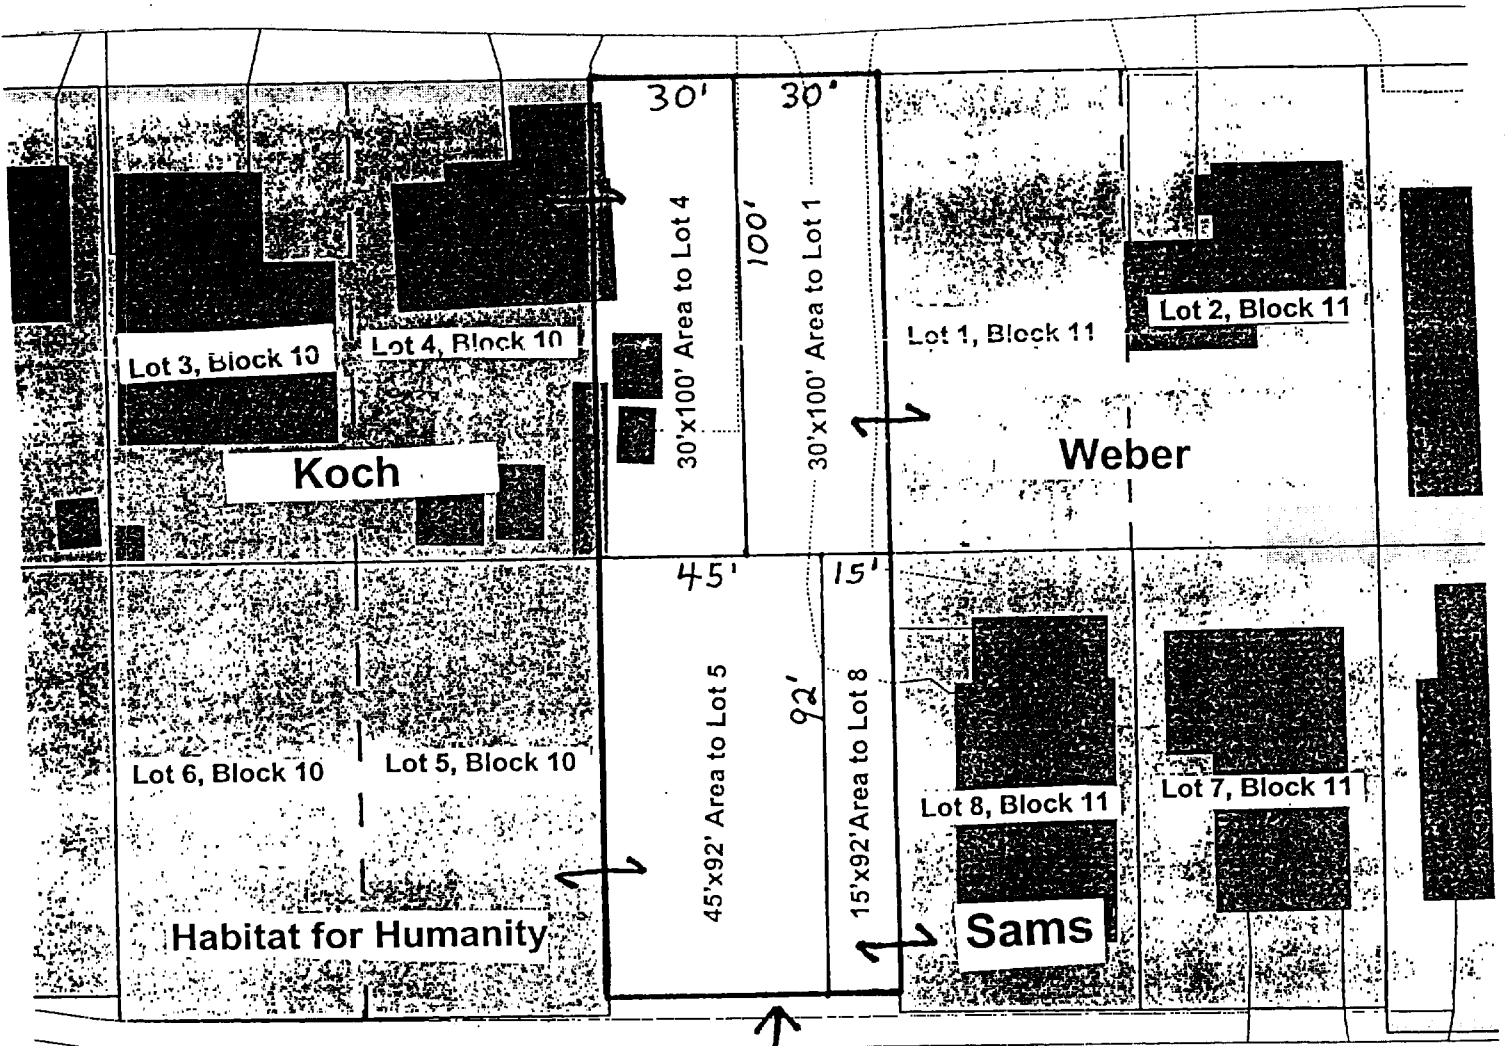 30' 30'
100'
30'x100' Area to Lot 4
30'x100' Area to Lot 1
Lot 3, Block 10
Lot 4, Block 10
Lot 1, Block 11
Lot 2, Block 11
Koch
Weber
45' 15'
92'
45'x92' Area to Lot 5
15'x92' Area to Lot 8
Lot 6, Block 10
Lot 5, Block 10
Lot 8, Block 11
Lot 7, Block 11
Habitat for Humanity
Sams